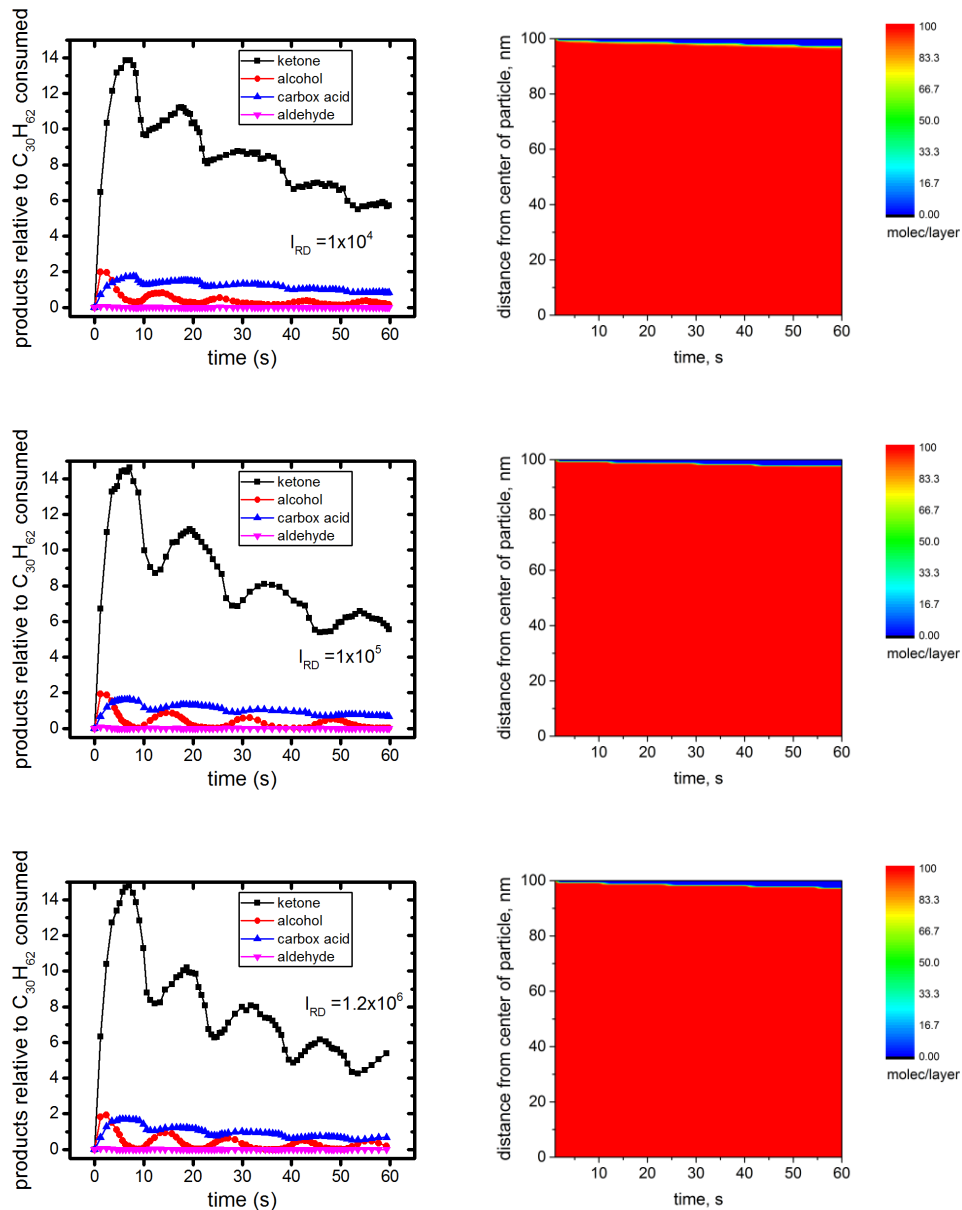 products relative to C30H62 consumed
14
12
10
8
6
4
2
0
ketone
alcohol
carbox acid
aldehyde
IRD =1x10^4
0 10 20 30 40 50 60
time (s)
distance from center of particle, nm
100
80
60
40
20
0
10 20 30 40 50 60
time, s
100
83.3
66.7
50.0
33.3
16.7
0.00
molec/layer
products relative to C30H62 consumed
14
12
10
8
6
4
2
0
ketone
alcohol
carbox acid
aldehyde
IRD =1x10^5
0 10 20 30 40 50 60
time (s)
distance from center of particle, nm
100
80
60
40
20
0
10 20 30 40 50 60
time, s
100
83.3
66.7
50.0
33.3
16.7
0.00
molec/layer
products relative to C30H62 consumed
14
12
10
8
6
4
2
0
ketone
alcohol
carbox acid
aldehyde
IRD =1.2x10^6
0 10 20 30 40 50 60
time (s)
distance from center of particle, nm
100
80
60
40
20
0
10 20 30 40 50 60
time, s
100
83.3
66.7
50.0
33.3
16.7
0.00
molec/layer